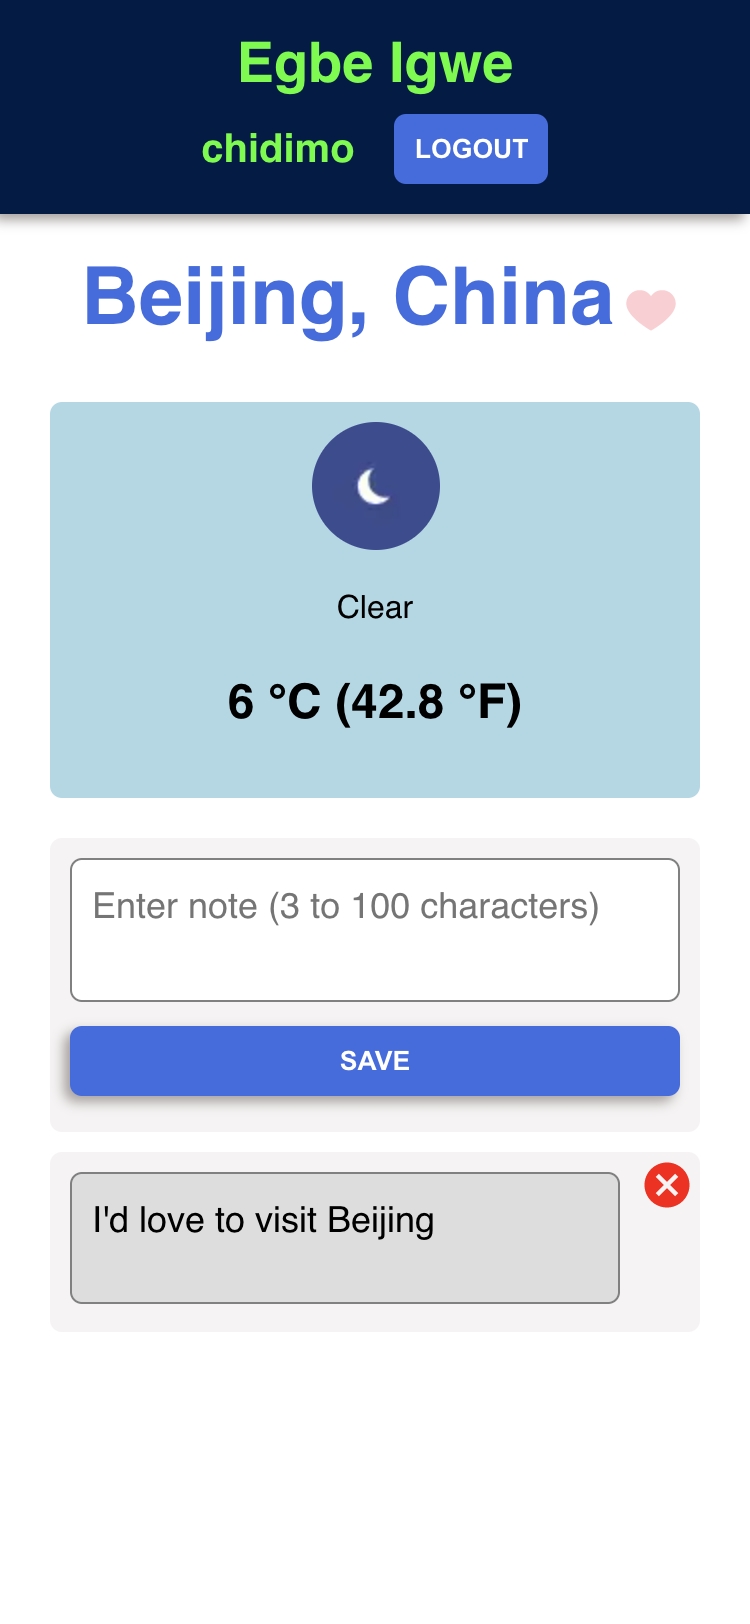 Egbe Igwe
chidimo LOGOUT
Beijing, China
Clear
6 °C (42.8 °F)
Enter note (3 to 100 characters)
SAVE
I'd love to visit Beijing